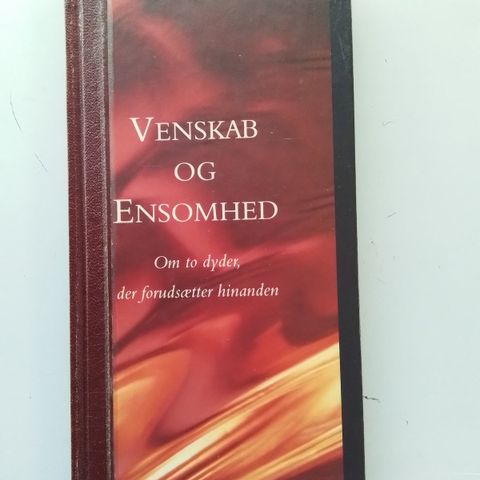 VENSKAB
OG
ENSOMHED
Om to dyder,
der forudsætter hinanden